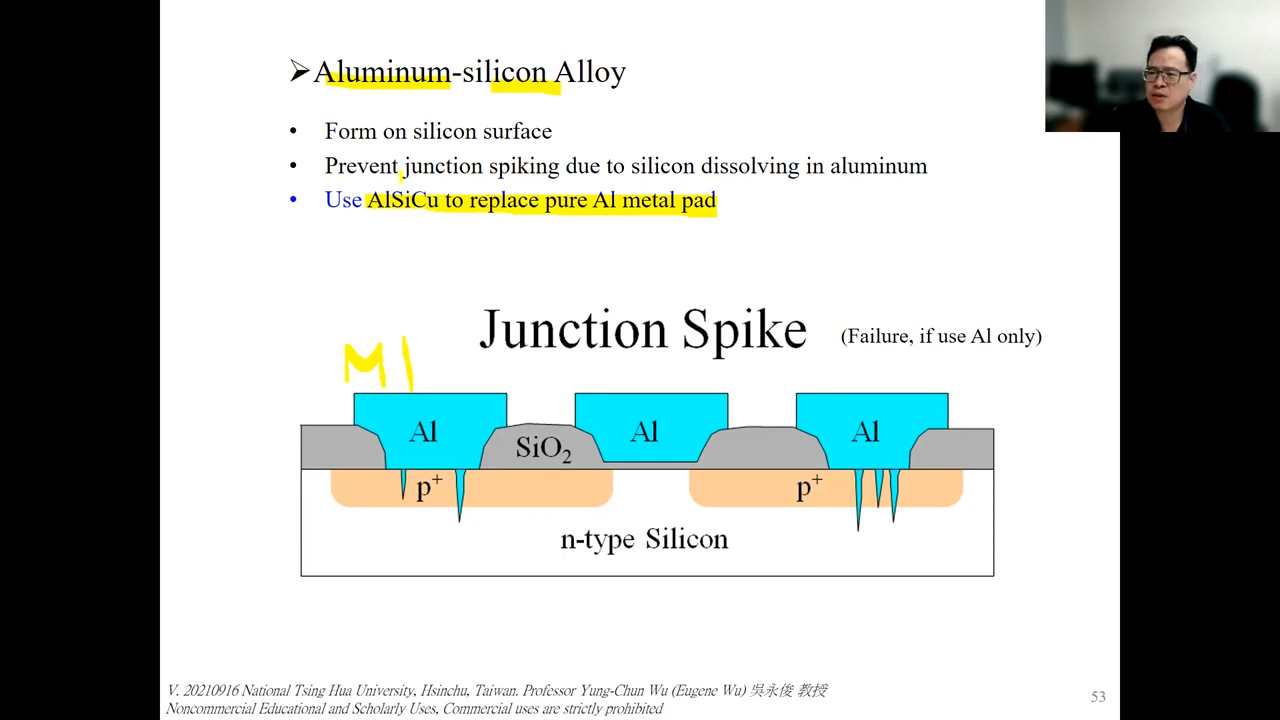 ➢Aluminum-silicon Alloy
• Form on silicon surface
• Prevent junction spiking due to silicon dissolving in aluminum
• Use AlSiCu to replace pure Al metal pad
Junction Spike (Failure, if use Al only)
M1
Al Al Al
SiO₂
p⁺ p⁺
n-type Silicon
V. 20210916 National Tsing Hua University, Hsinchu, Taiwan. Professor Yung-Chun Wu (Eugene Wu) 吳永俊 教授
Noncommercial Educational and Scholarly Uses, Commercial uses are strictly prohibited
53